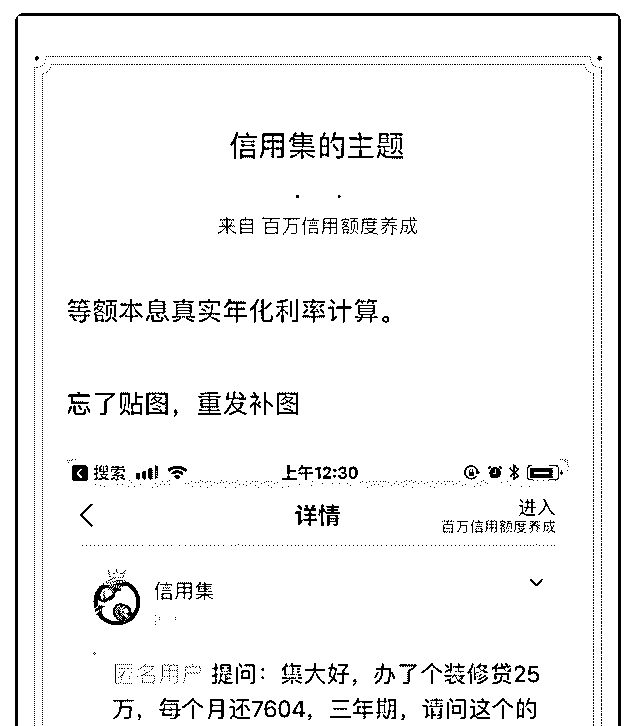 信用集的主题
来自 百万信用额度养成
等额本息真实年化利率计算。
忘了贴图，重发补图
搜索 上午12:30
详情 进入
百万信用额度养成
信用集
匿名用户 提问：集大好，办了个装修贷25
万，每个月还7604，三年期，请问这个的